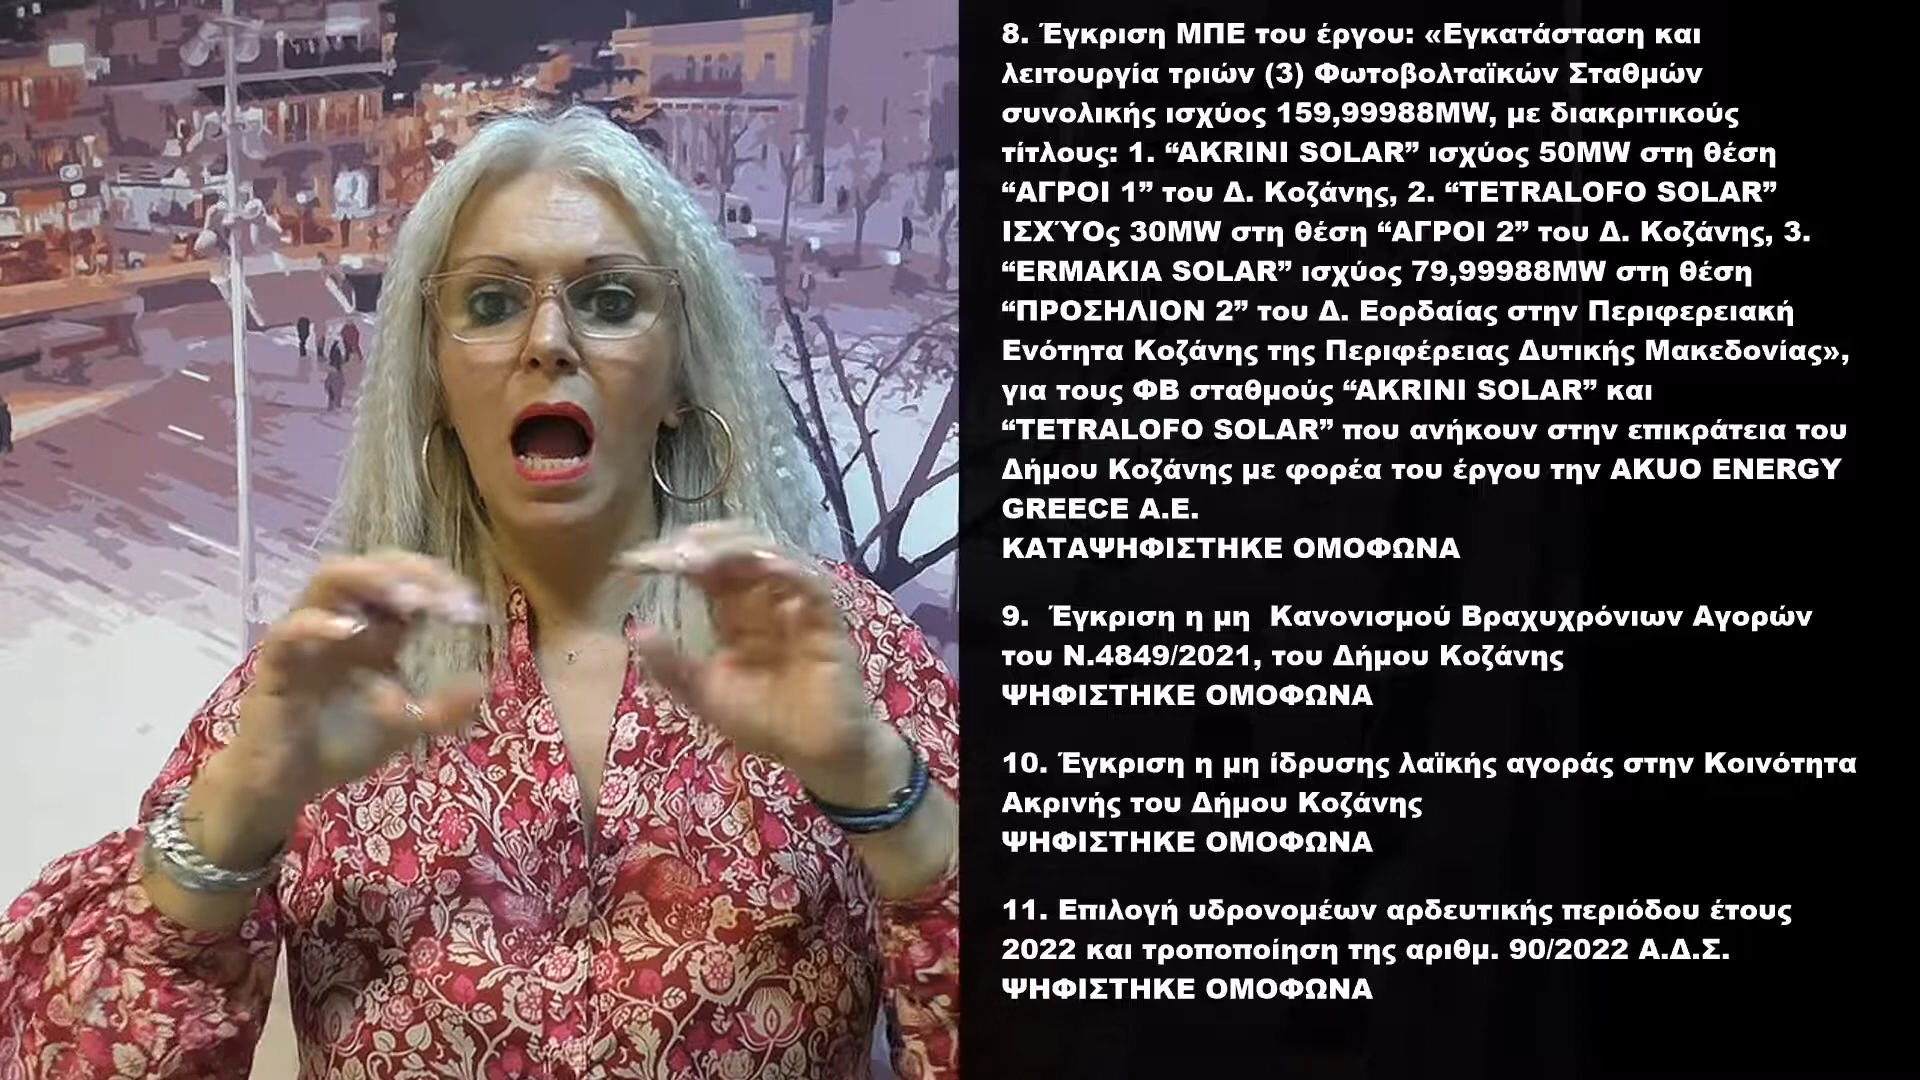 8. Έγκριση ΜΠΕ του έργου: «Εγκατάσταση και
λειτουργία τριών (3) Φωτοβολταϊκών Σταθμών
συνολικής ισχύος 159,99988MW, με διακριτικούς
τίτλους: 1. “AKRINI SOLAR” ισχύος 50MW στη θέση
“ΑΓΡΟΙ 1” του Δ. Κοζάνης, 2. “TETRALOFO SOLAR”
ΙΣΧΎΟς 30MW στη θέση “ΑΓΡΟΙ 2” του Δ. Κοζάνης, 3.
“ERMAKIA SOLAR” ισχύος 79,99988MW στη θέση
“ΠΡΟΣΗΛΙΟΝ 2” του Δ. Εορδαίας στην Περιφερειακή
Ενότητα Κοζάνης της Περιφέρειας Δυτικής Μακεδονίας»,
για τους ΦΒ σταθμούς “AKRINI SOLAR” και
“TETRALOFO SOLAR” που ανήκουν στην επικράτεια του
Δήμου Κοζάνης με φορέα του έργου την AKUO ENERGY
GREECE Α.Ε.
ΚΑΤΑΨΗΦΙΣΤΗΚΕ ΟΜΟΦΩΝΑ
9.  Έγκριση η μη  Κανονισμού Βραχυχρόνιων Αγορών
του Ν.4849/2021, του Δήμου Κοζάνης
ΨΗΦΙΣΤΗΚΕ ΟΜΟΦΩΝΑ
10. Έγκριση η μη ίδρυσης λαϊκής αγοράς στην Κοινότητα
Ακρινής του Δήμου Κοζάνης
ΨΗΦΙΣΤΗΚΕ ΟΜΟΦΩΝΑ
11. Επιλογή υδρονομέων αρδευτικής περιόδου έτους
2022 και τροποποίηση της αριθμ. 90/2022 Α.Δ.Σ.
ΨΗΦΙΣΤΗΚΕ ΟΜΟΦΩΝΑ